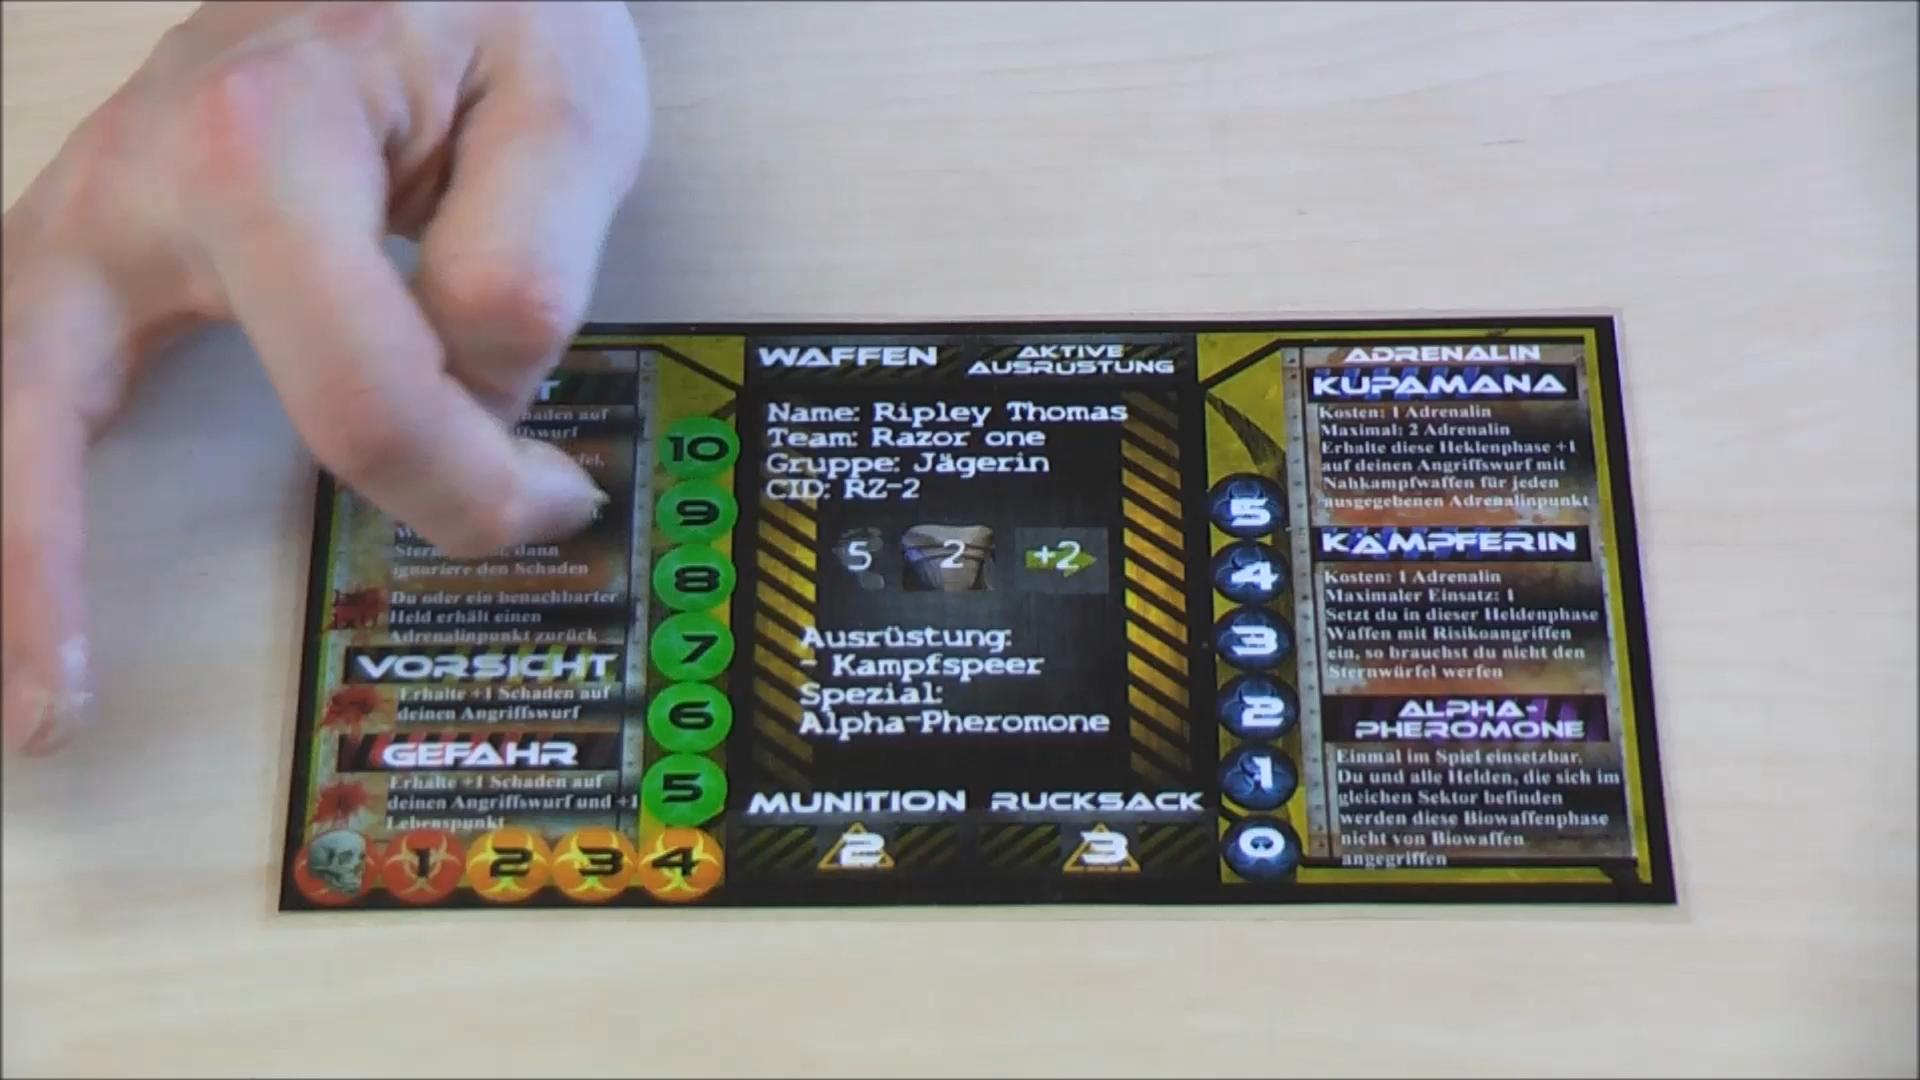 T
haden auf
ffswurf
fel,
dann
ignoriere den Schaden
Du oder ein benachbarter
Held erhält einen
Adrenalinpunkt zurück
VORSICHT
Erhalte +1 Schaden auf
deinen Angriffswurf
GEFAHR
Erhalte +1 Schaden auf
deinen Angriffswurf und +1
Lebenspunkt
10
9
8
7
6
5
1 2 3 4
WAFFEN
AKTIVE
AUSRÜSTUNG
Name: Ripley Thomas
Team: Razor one
Gruppe: Jägerin
CID: RZ-2
5 2 +2
Ausrüstung:
- Kampfspeer
Spezial:
Alpha-Pheromone
MUNITION
2
RUCKSACK
3
5
4
3
2
1
0
ADRENALIN
KUPAMANA
Kosten: 1 Adrenalin
Maximal: 2 Adrenalin
Erhalte diese Heklenphase +1
auf deinen Angriffswurf mit
Nahkampfwaffen für jeden
ausgegebenen Adrenalinpunkt
KÄMPFERIN
Kosten: 1 Adrenalin
Maximaler Einsatz: 1
Setzt du in dieser Heldenphase
Waffen mit Risikoangriffen
ein, so brauchst du nicht den
Sternwürfel werfen
ALPHA-
PHEROMONE
Einmal im Spiel einsetzbar.
Du und alle Helden, die sich im
gleichen Sektor befinden
werden diese Biowaffenphase
nicht von Biowaffen
angegriffen